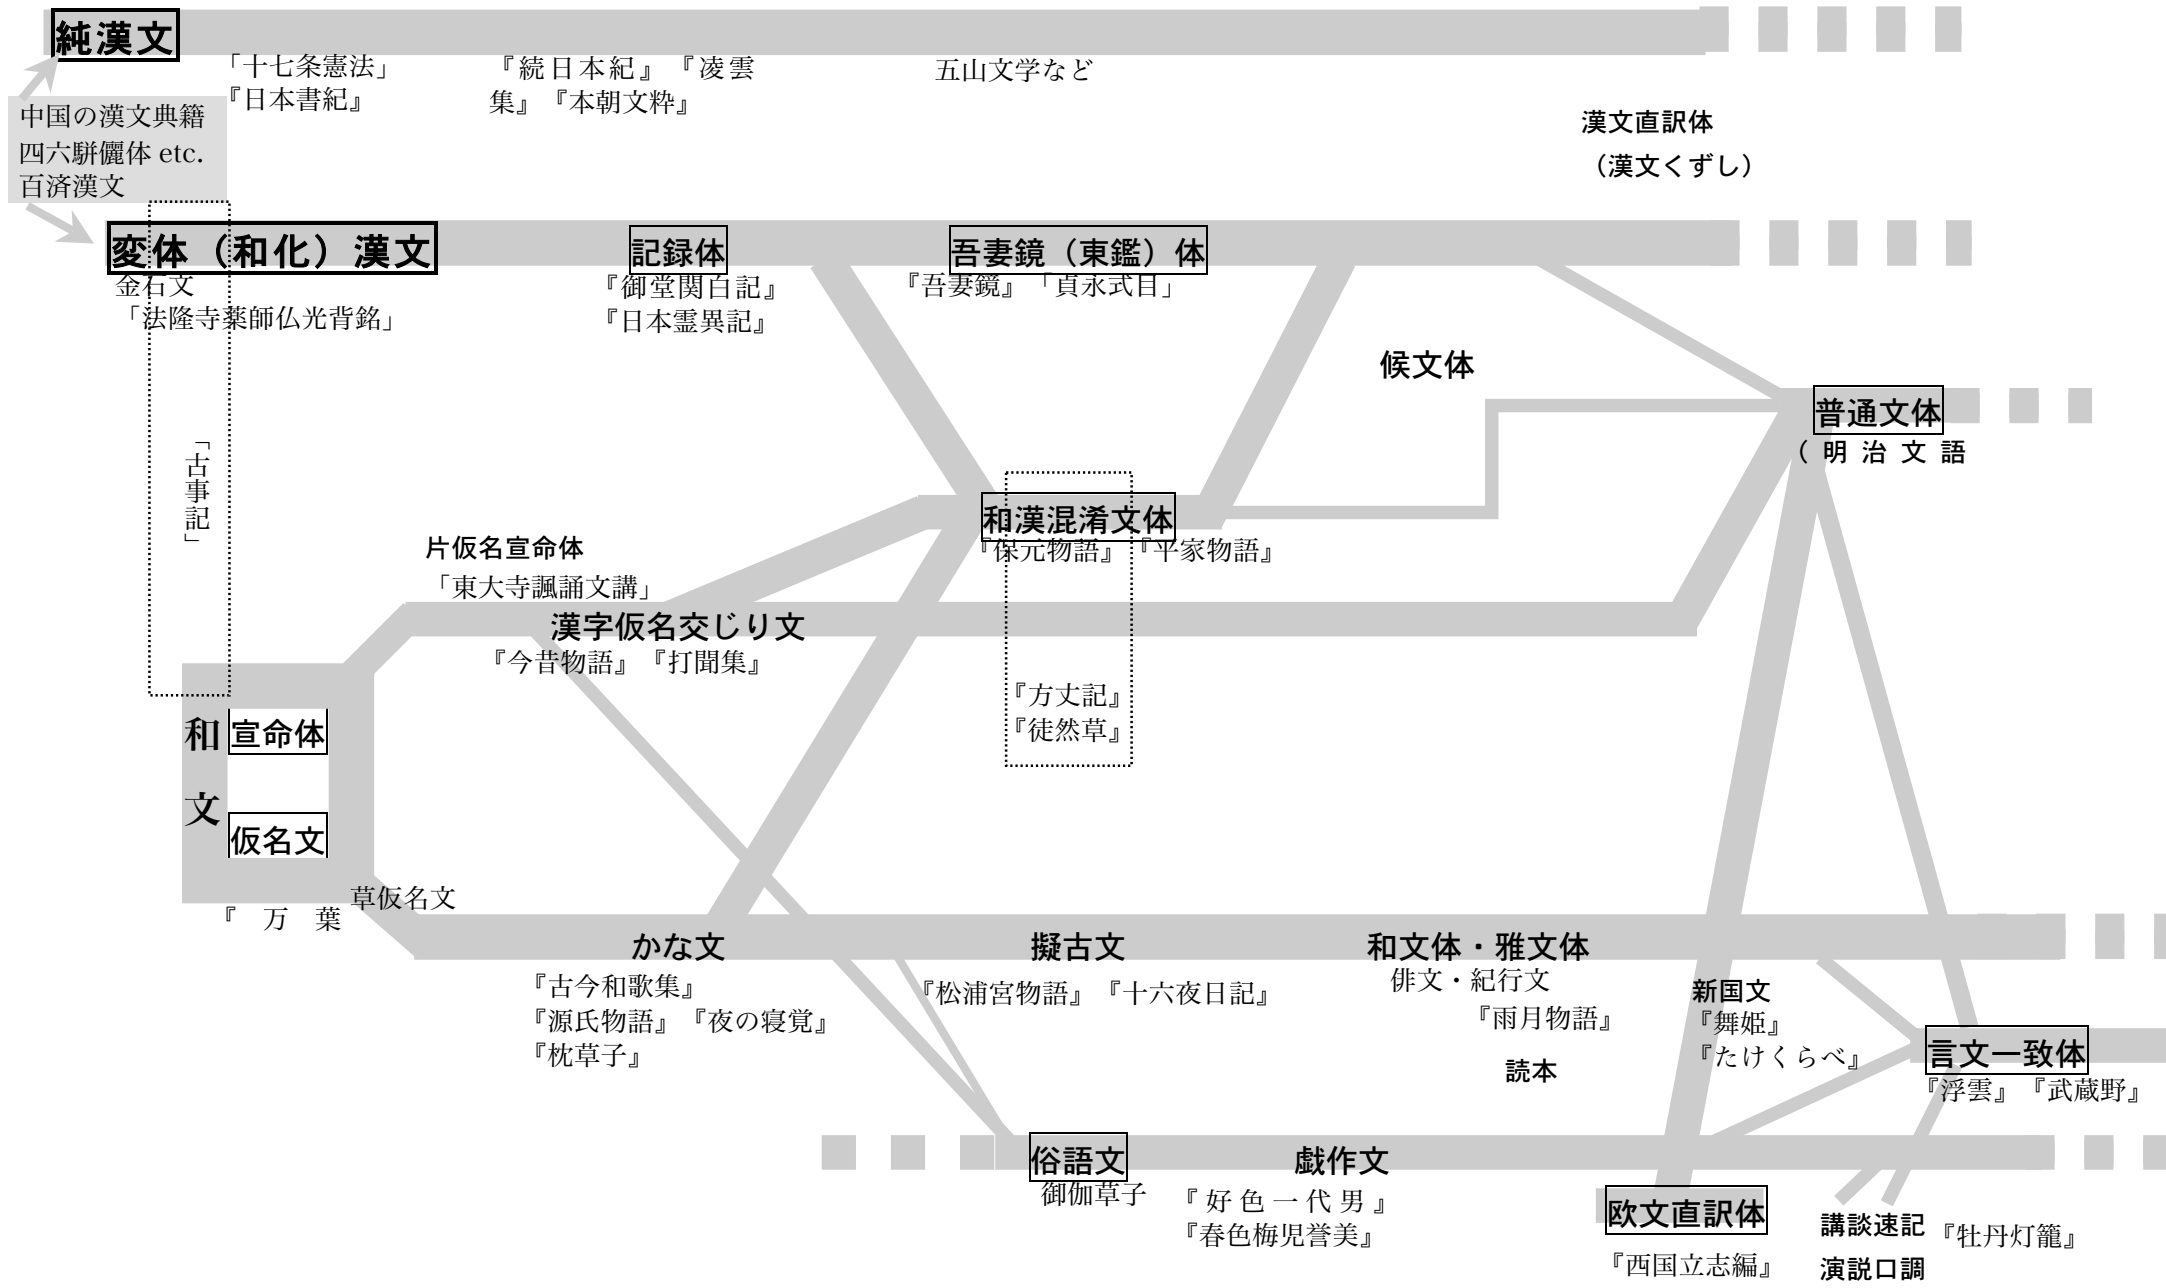 純漢文
「十七条憲法」
『日本書紀』
『続日本紀』『凌雲
集』『本朝文粋』
五山文学など
中国の漢文典籍
四六駢儷体 etc.
百済漢文
漢文直訳体
（漢文くずし）
変体（和化）漢文
金石文
「法隆寺薬師仏光背銘」
記録体
『御堂関白記』
『日本霊異記』
吾妻鏡（東鑑）体
『吾妻鏡』「貞永式目」
候文体
普通文体
（明治文語
「古事記」
和漢混淆文体
『保元物語』『平家物語』
片仮名宣命体
「東大寺諷誦文講」
漢字仮名交じり文
『今昔物語』『打聞集』
『方丈記』
『徒然草』
和文
宣命体
仮名文
『万葉
草仮名文
かな文
『古今和歌集』
『源氏物語』『夜の寝覚』
『枕草子』
擬古文
『松浦宮物語』『十六夜日記』
和文体・雅文体
俳文・紀行文
『雨月物語』
読本
新国文
『舞姫』
『たけくらべ』
言文一致体
『浮雲』『武蔵野』
俗語文
御伽草子
戯作文
『好色一代男』
『春色梅児誉美』
欧文直訳体
『西国立志編』
講談速記
『牡丹灯籠』
演説口調